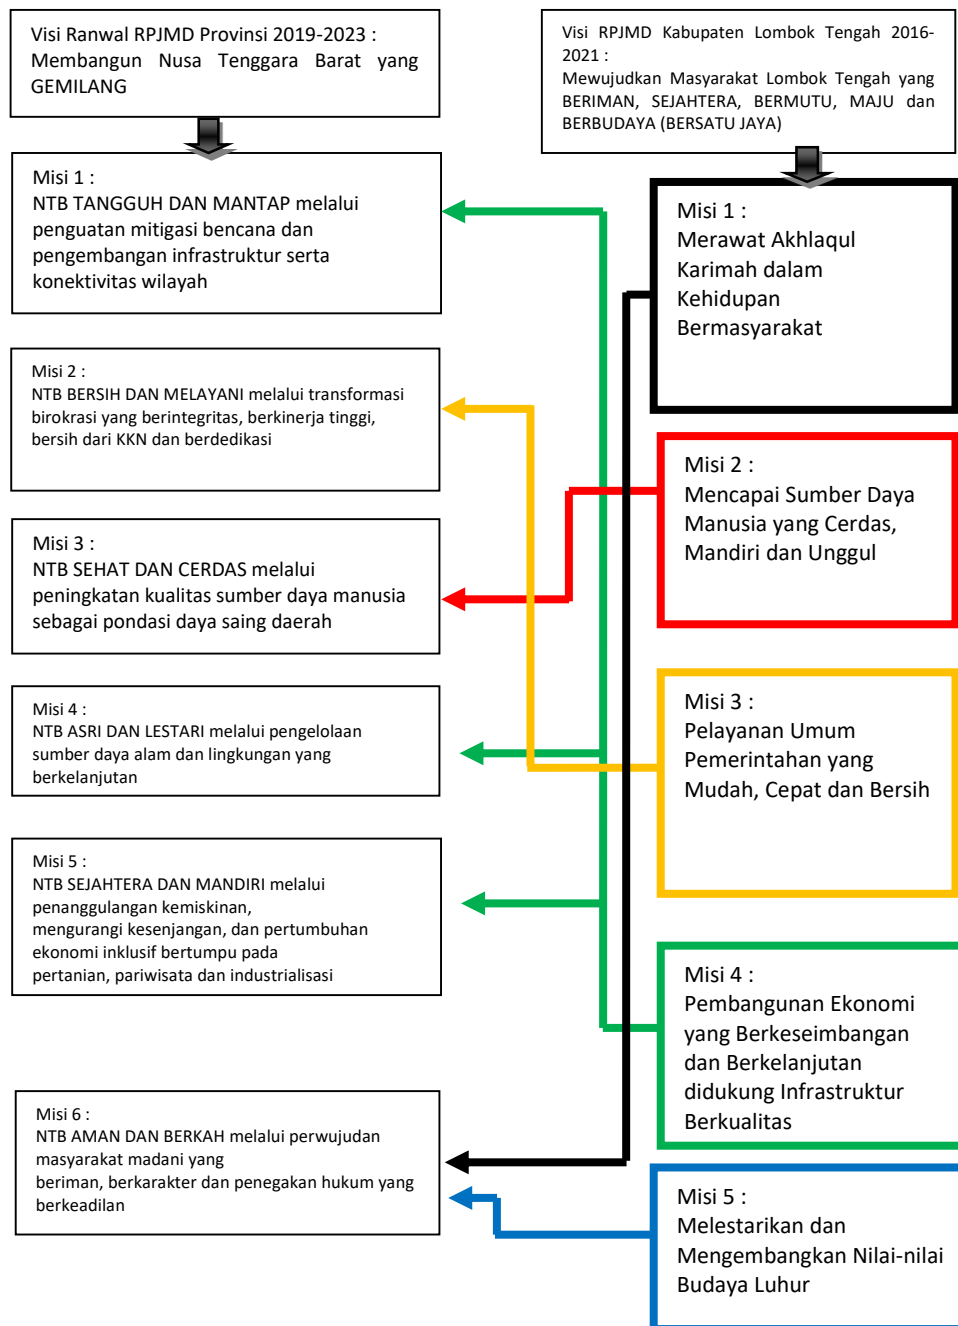 Visi Ranwal RPJMD Provinsi 2019-2023 :
Membangun Nusa Tenggara Barat yang
GEMILANG
Misi 1 :
NTB TANGGUH DAN MANTAP melalui
penguatan mitigasi bencana dan
pengembangan infrastruktur serta
konektivitas wilayah
Misi 2 :
NTB BERSIH DAN MELAYANI melalui transformasi
birokrasi yang berintegritas, berkinerja tinggi,
bersih dari KKN dan berdedikasi
Misi 3 :
NTB SEHAT DAN CERDAS melalui
peningkatan kualitas sumber daya manusia
sebagai pondasi daya saing daerah
Misi 4 :
NTB ASRI DAN LESTARI melalui pengelolaan
sumber daya alam dan lingkungan yang
berkelanjutan
Misi 5 :
NTB SEJAHTERA DAN MANDIRI melalui
penanggulangan kemiskinan,
mengurangi kesenjangan, dan pertumbuhan
ekonomi inklusif bertumpu pada
pertanian, pariwisata dan industrialisasi
Misi 6 :
NTB AMAN DAN BERKAH melalui perwujudan
masyarakat madani yang
beriman, berkarakter dan penegakan hukum yang
berkeadilan
Visi RPJMD Kabupaten Lombok Tengah 2016-
2021 :
Mewujudkan Masyarakat Lombok Tengah yang
BERIMAN, SEJAHTERA, BERMUTU, MAJU dan
BERBUDAYA (BERSATU JAYA)
Misi 1 :
Merawat Akhlaqul
Karimah dalam
Kehidupan
Bermasyarakat
Misi 2 :
Mencapai Sumber Daya
Manusia yang Cerdas,
Mandiri dan Unggul
Misi 3 :
Pelayanan Umum
Pemerintahan yang
Mudah, Cepat dan Bersih
Misi 4 :
Pembangunan Ekonomi
yang Berkeseimbangan
dan Berkelanjutan
didukung Infrastruktur
Berkualitas
Misi 5 :
Melestarikan dan
Mengembangkan Nilai-nilai
Budaya Luhur